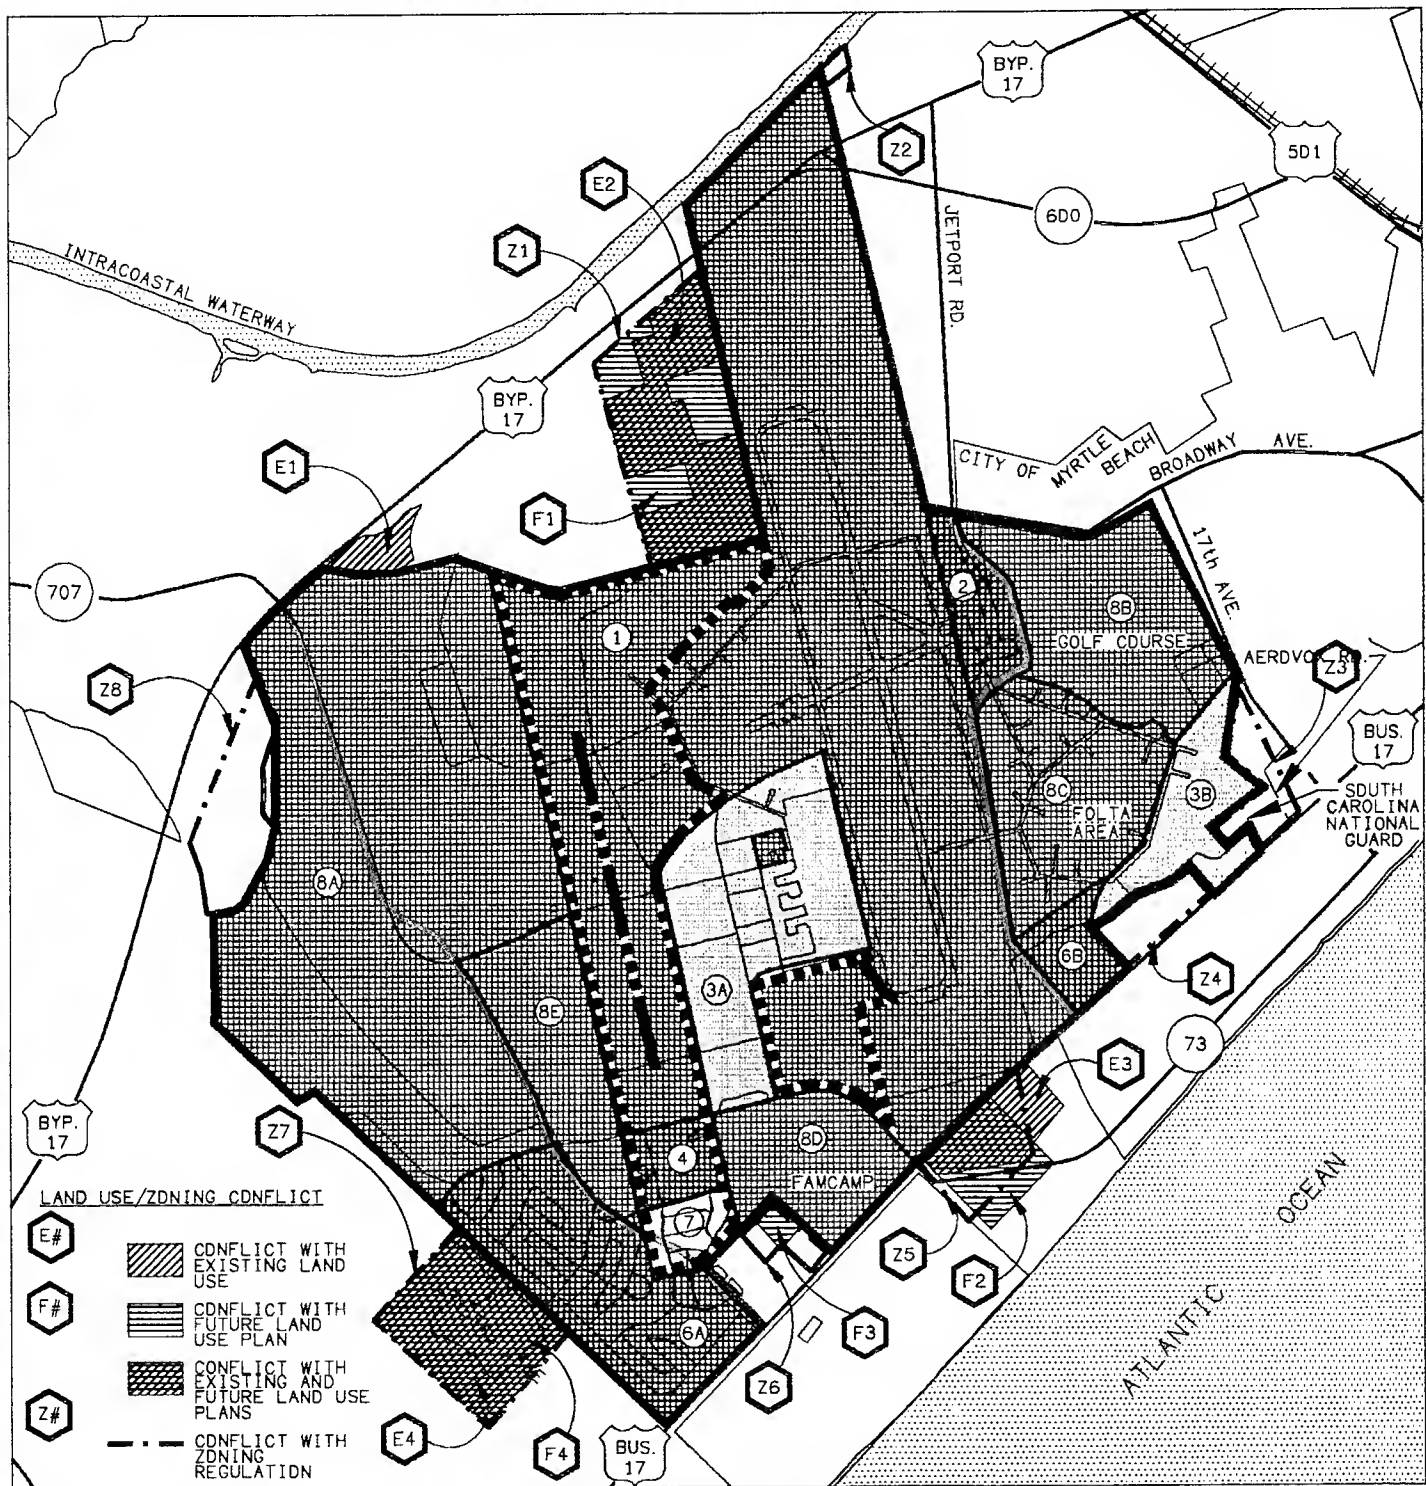 BYP.
17
Z2
5D1
E2
6D0
Z1
JETPORT RD.
INTRACOASTAL WATERWAY
BYP.
17
E1
CITY OF MYRTLE BEACH
BROADWAY AVE.
F1
17th AVE
707
2
8B
GOLF CDURSE
1
Z3
Z8
BUS.
17
8C
3B
FOLTA
AREA
SDUTH
CAROLINA
NATIONAL
GUARD
8A
6B
Z4
3A
8E
73
E3
BYP.
17
Z7
8D
4
FAMCAMP
7
Z5
F2
OCEAN
ATLANTIC
F3
6A
Z6
E4
F4
BUS.
17
LAND USE/ZDNING CDNFLICT
E#
CDNFLICT WITH
EXISTING LAND
USE
F#
CDNFLICT WITH
FUTURE LAND
USE PLAN
CONFLICT WITH
EXISTING AND
FUTURE LAND USE
PLANS
Z#
CDNFLICT WITH
ZDNING
REGULATIDN